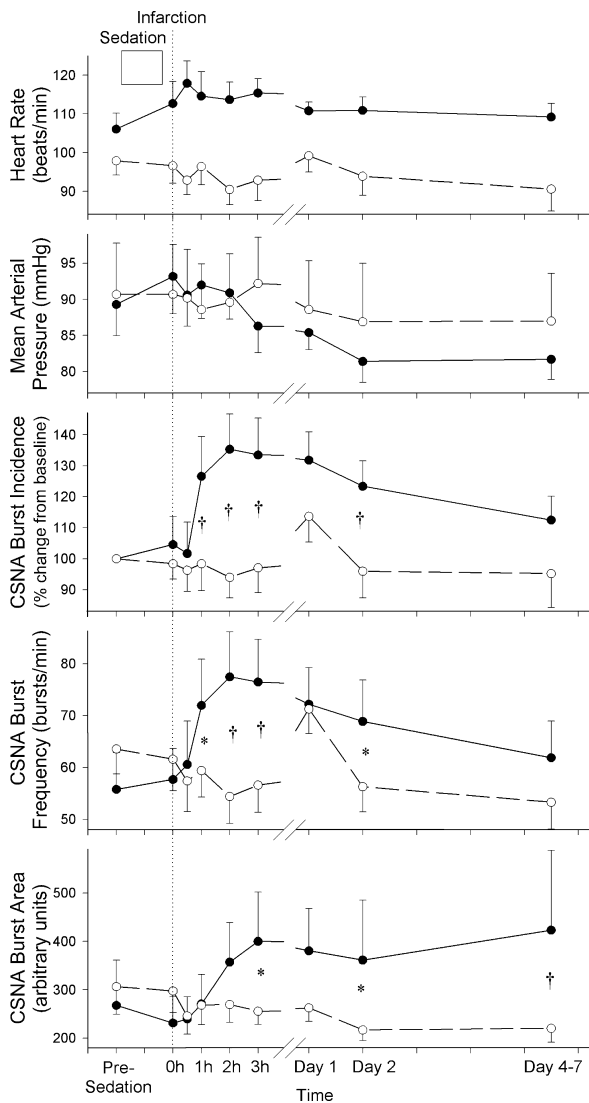 Infarction
Sedation
Heart Rate
(beats/min)
120
110
100
90
Mean Arterial
Pressure (mmHg)
95
90
85
80
CSNA Burst Incidence
(% change from baseline)
140
130
120
110
100
90
† † † †
CSNA Burst
Frequency (bursts/min)
80
70
60
50
* † † *
CSNA Burst Area
(arbitrary units)
500
400
300
200
* * †
Pre-
Sedation
0h 1h 2h 3h Day 1 Day 2 Day 4-7
Time